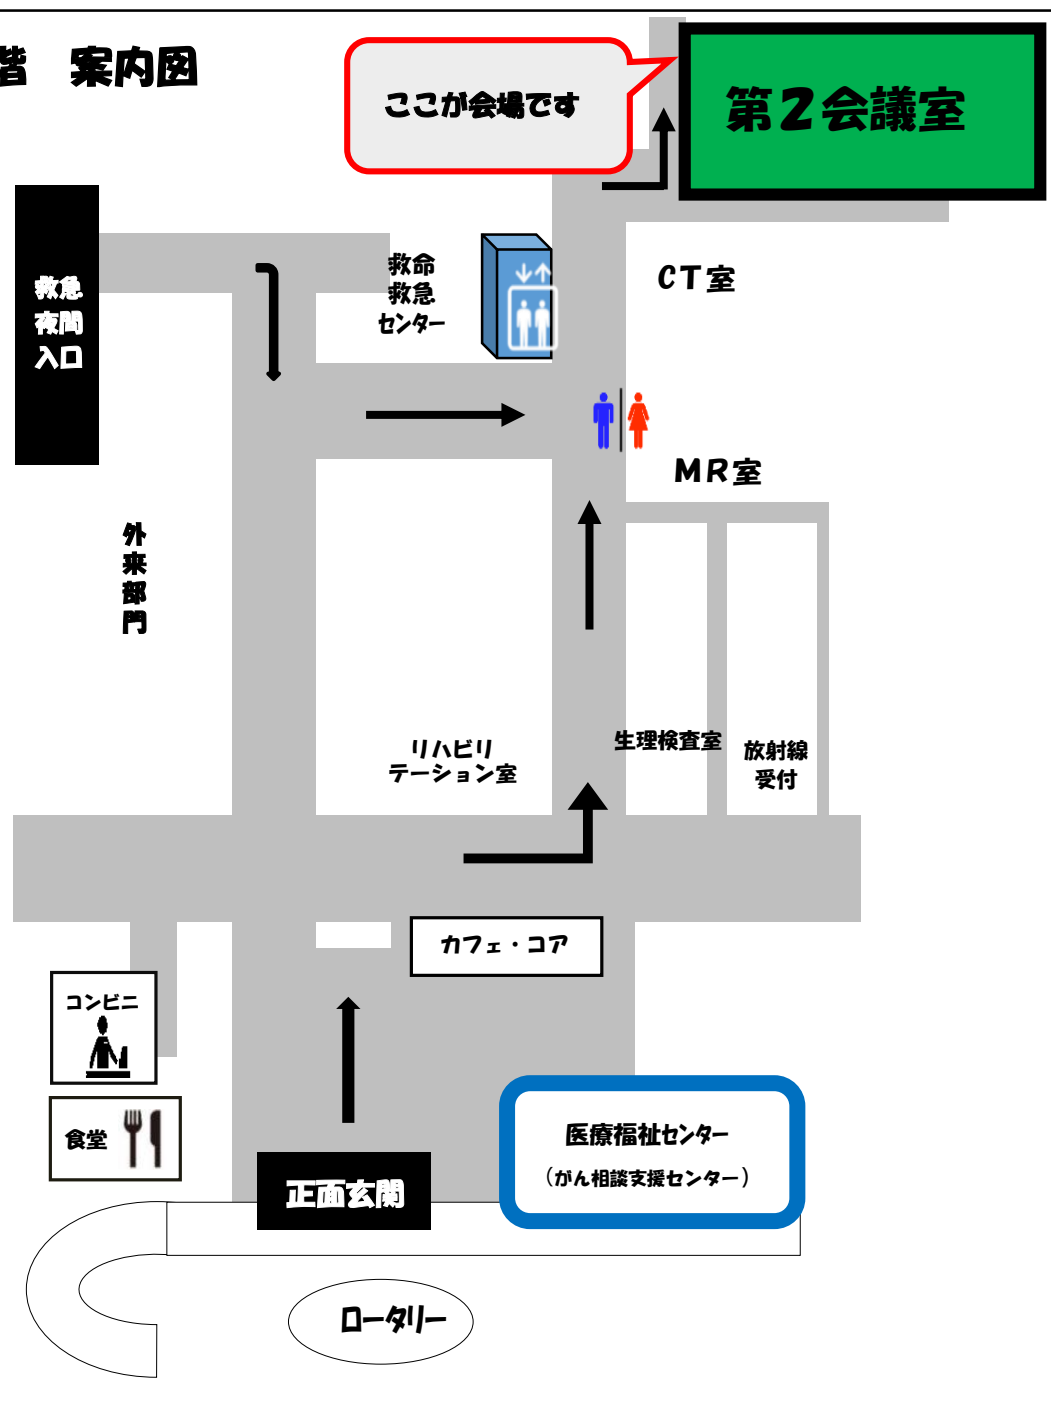 階　案内図
ここが会場です
第２会議室
救急
夜間
入口
救命
救急
センター
ＣＴ室
ＭＲ室
外
来
部
門
リハビリ
テーション室
生理検査室
放射線
受付
カフェ・コア
コンビニ
食堂
医療福祉センター
（がん相談支援センター）
正面玄関
ロータリー